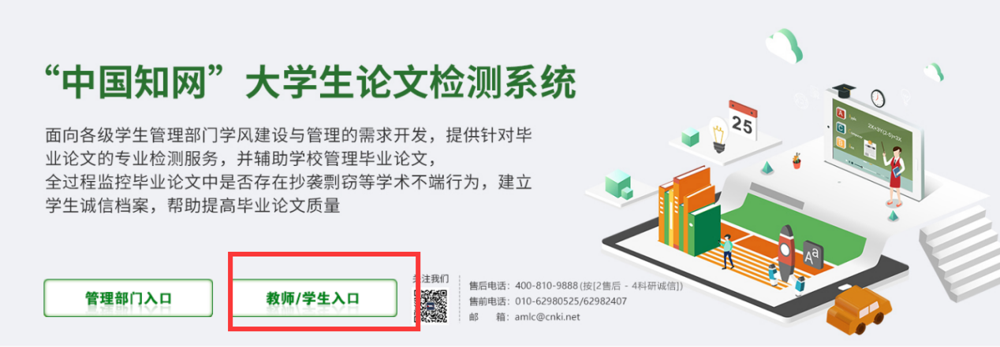 “中国知网”大学生论文检测系统
面向各级学生管理部门学风建设与管理的需求开发，提供针对毕
业论文的专业检测服务，并辅助学校管理毕业论文，
全过程监控毕业论文中是否存在抄袭剽窃等学术不端行为，建立
学生诚信档案，帮助提高毕业论文质量
管理部门入口
教师/学生入口
关注我们
售后电话：400-810-9888(按[2售后 - 4科研诚信])
售前电话：010-62980525/62982407
邮 箱：amlc@cnki.net
25
A
C
B
Aa